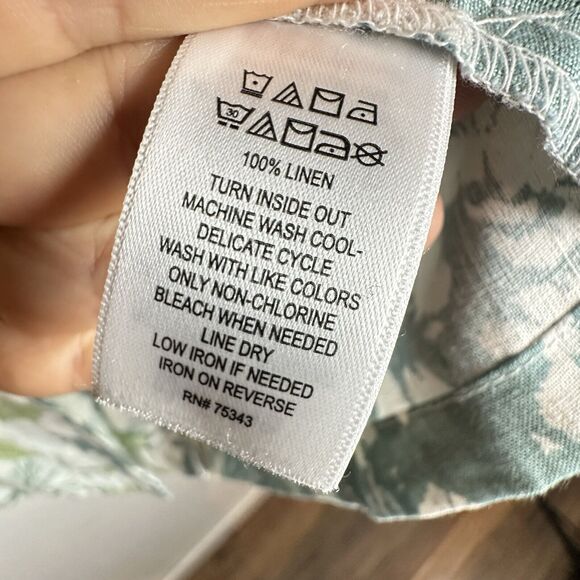 30
100% LINEN
TURN INSIDE OUT
MACHINE WASH COOL-
DELICATE CYCLE
WASH WITH LIKE COLORS
ONLY NON-CHLORINE
BLEACH WHEN NEEDED
LINE DRY
LOW IRON IF NEEDED
IRON ON REVERSE
RN# 75343